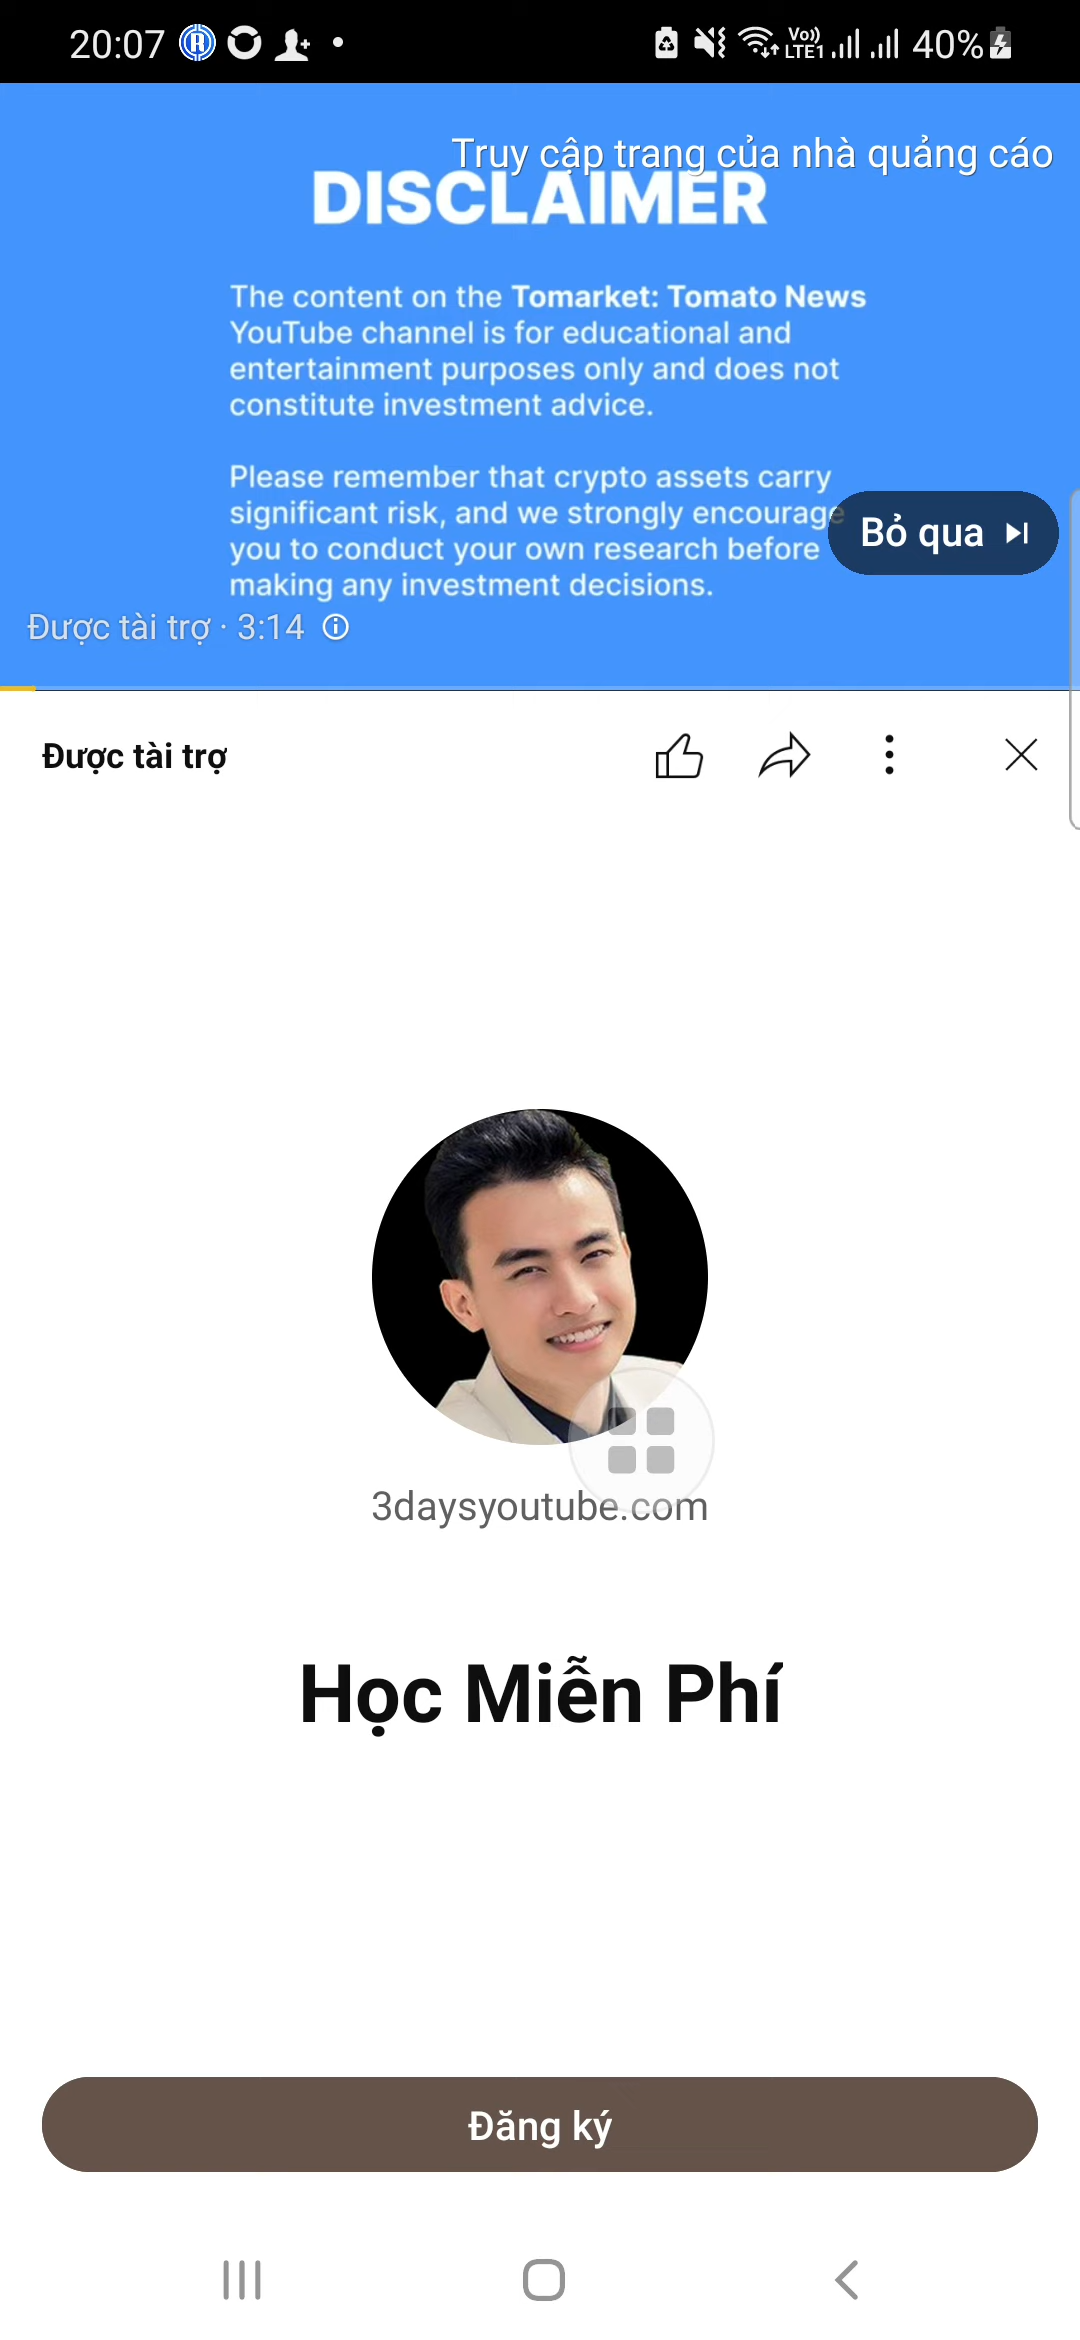 20:07
Vo))
LTE1
40%
Truy cập trang của nhà quảng cáo
DISCLAIMER
The content on the Tomarket: Tomato News
YouTube channel is for educational and
entertainment purposes only and does not
constitute investment advice.
Please remember that crypto assets carry
significant risk, and we strongly encourage
you to conduct your own research before
making any investment decisions.
Bỏ qua
Được tài trợ · 3:14
Được tài trợ
3daysyoutube.com
Học Miễn Phí
Đăng ký